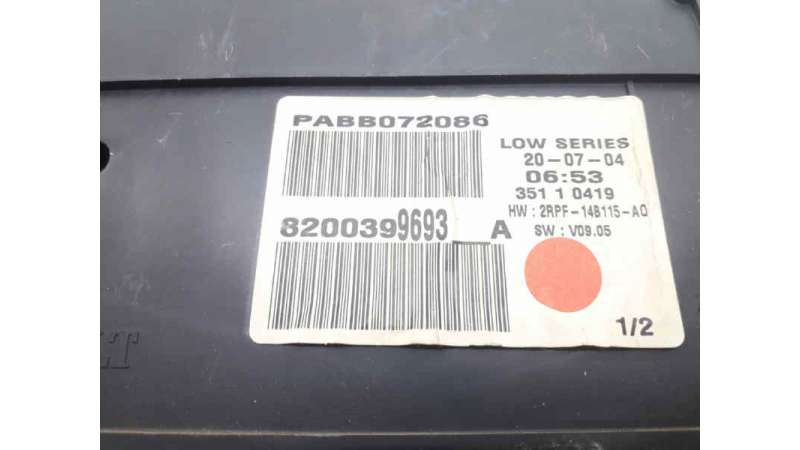 PABB072086
LOW SERIES
20-07-04
06:53
351 1 0419
HW : 2RPF-14B115-AQ
SW : V09.05
8200399693__A
1/2